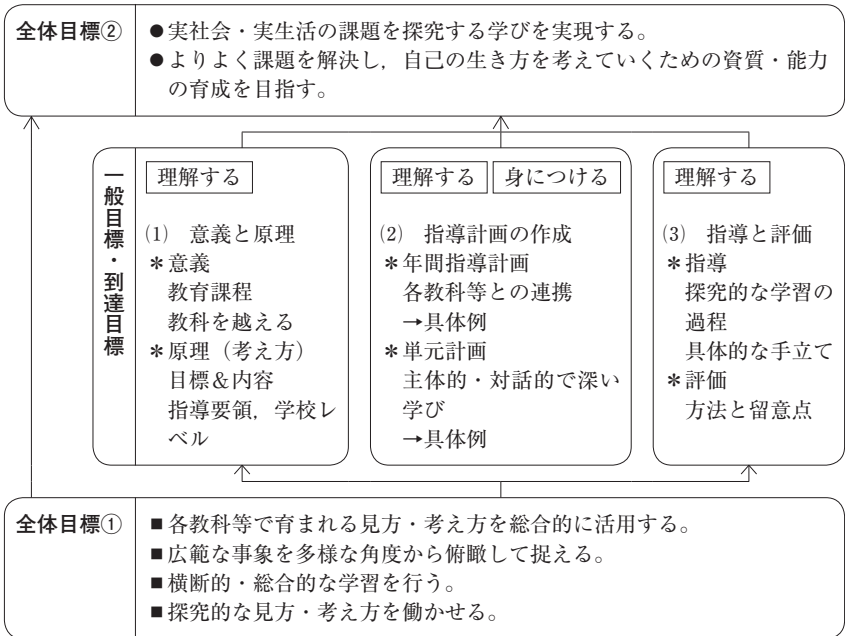 全体目標②
●実社会・実生活の課題を探究する学びを実現する。
●よりよく課題を解決し，自己の生き方を考えていくための資質・能力
の育成を目指す。
一般目標・到達目標
理解する
⑴　意義と原理
＊意義
教育課程
教科を越える
＊原理（考え方）
目標＆内容
指導要領，学校レ
ベル
理解する　身につける
⑵　指導計画の作成
＊年間指導計画
各教科等との連携
→具体例
＊単元計画
主体的・対話的で深い
学び
→具体例
理解する
⑶　指導と評価
＊指導
探究的な学習の
過程
具体的な手立て
＊評価
方法と留意点
全体目標①
■各教科等で育まれる見方・考え方を総合的に活用する。
■広範な事象を多様な角度から俯瞰して捉える。
■横断的・総合的な学習を行う。
■探究的な見方・考え方を働かせる。